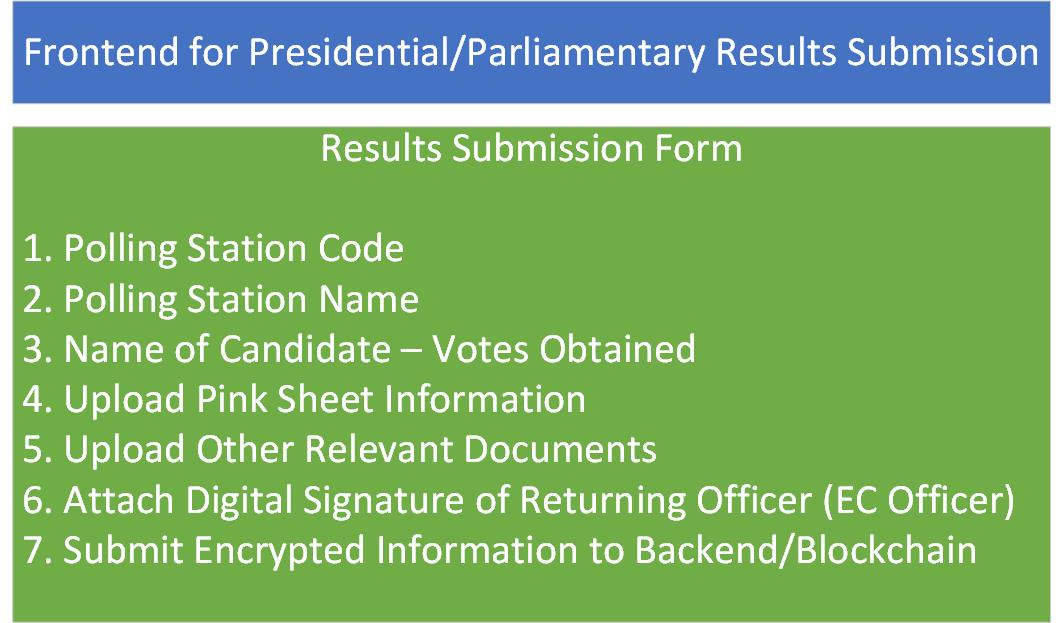 Frontend for Presidential/Parliamentary Results Submission
Results Submission Form
1. Polling Station Code
2. Polling Station Name
3. Name of Candidate – Votes Obtained
4. Upload Pink Sheet Information
5. Upload Other Relevant Documents
6. Attach Digital Signature of Returning Officer (EC Officer)
7. Submit Encrypted Information to Backend/Blockchain